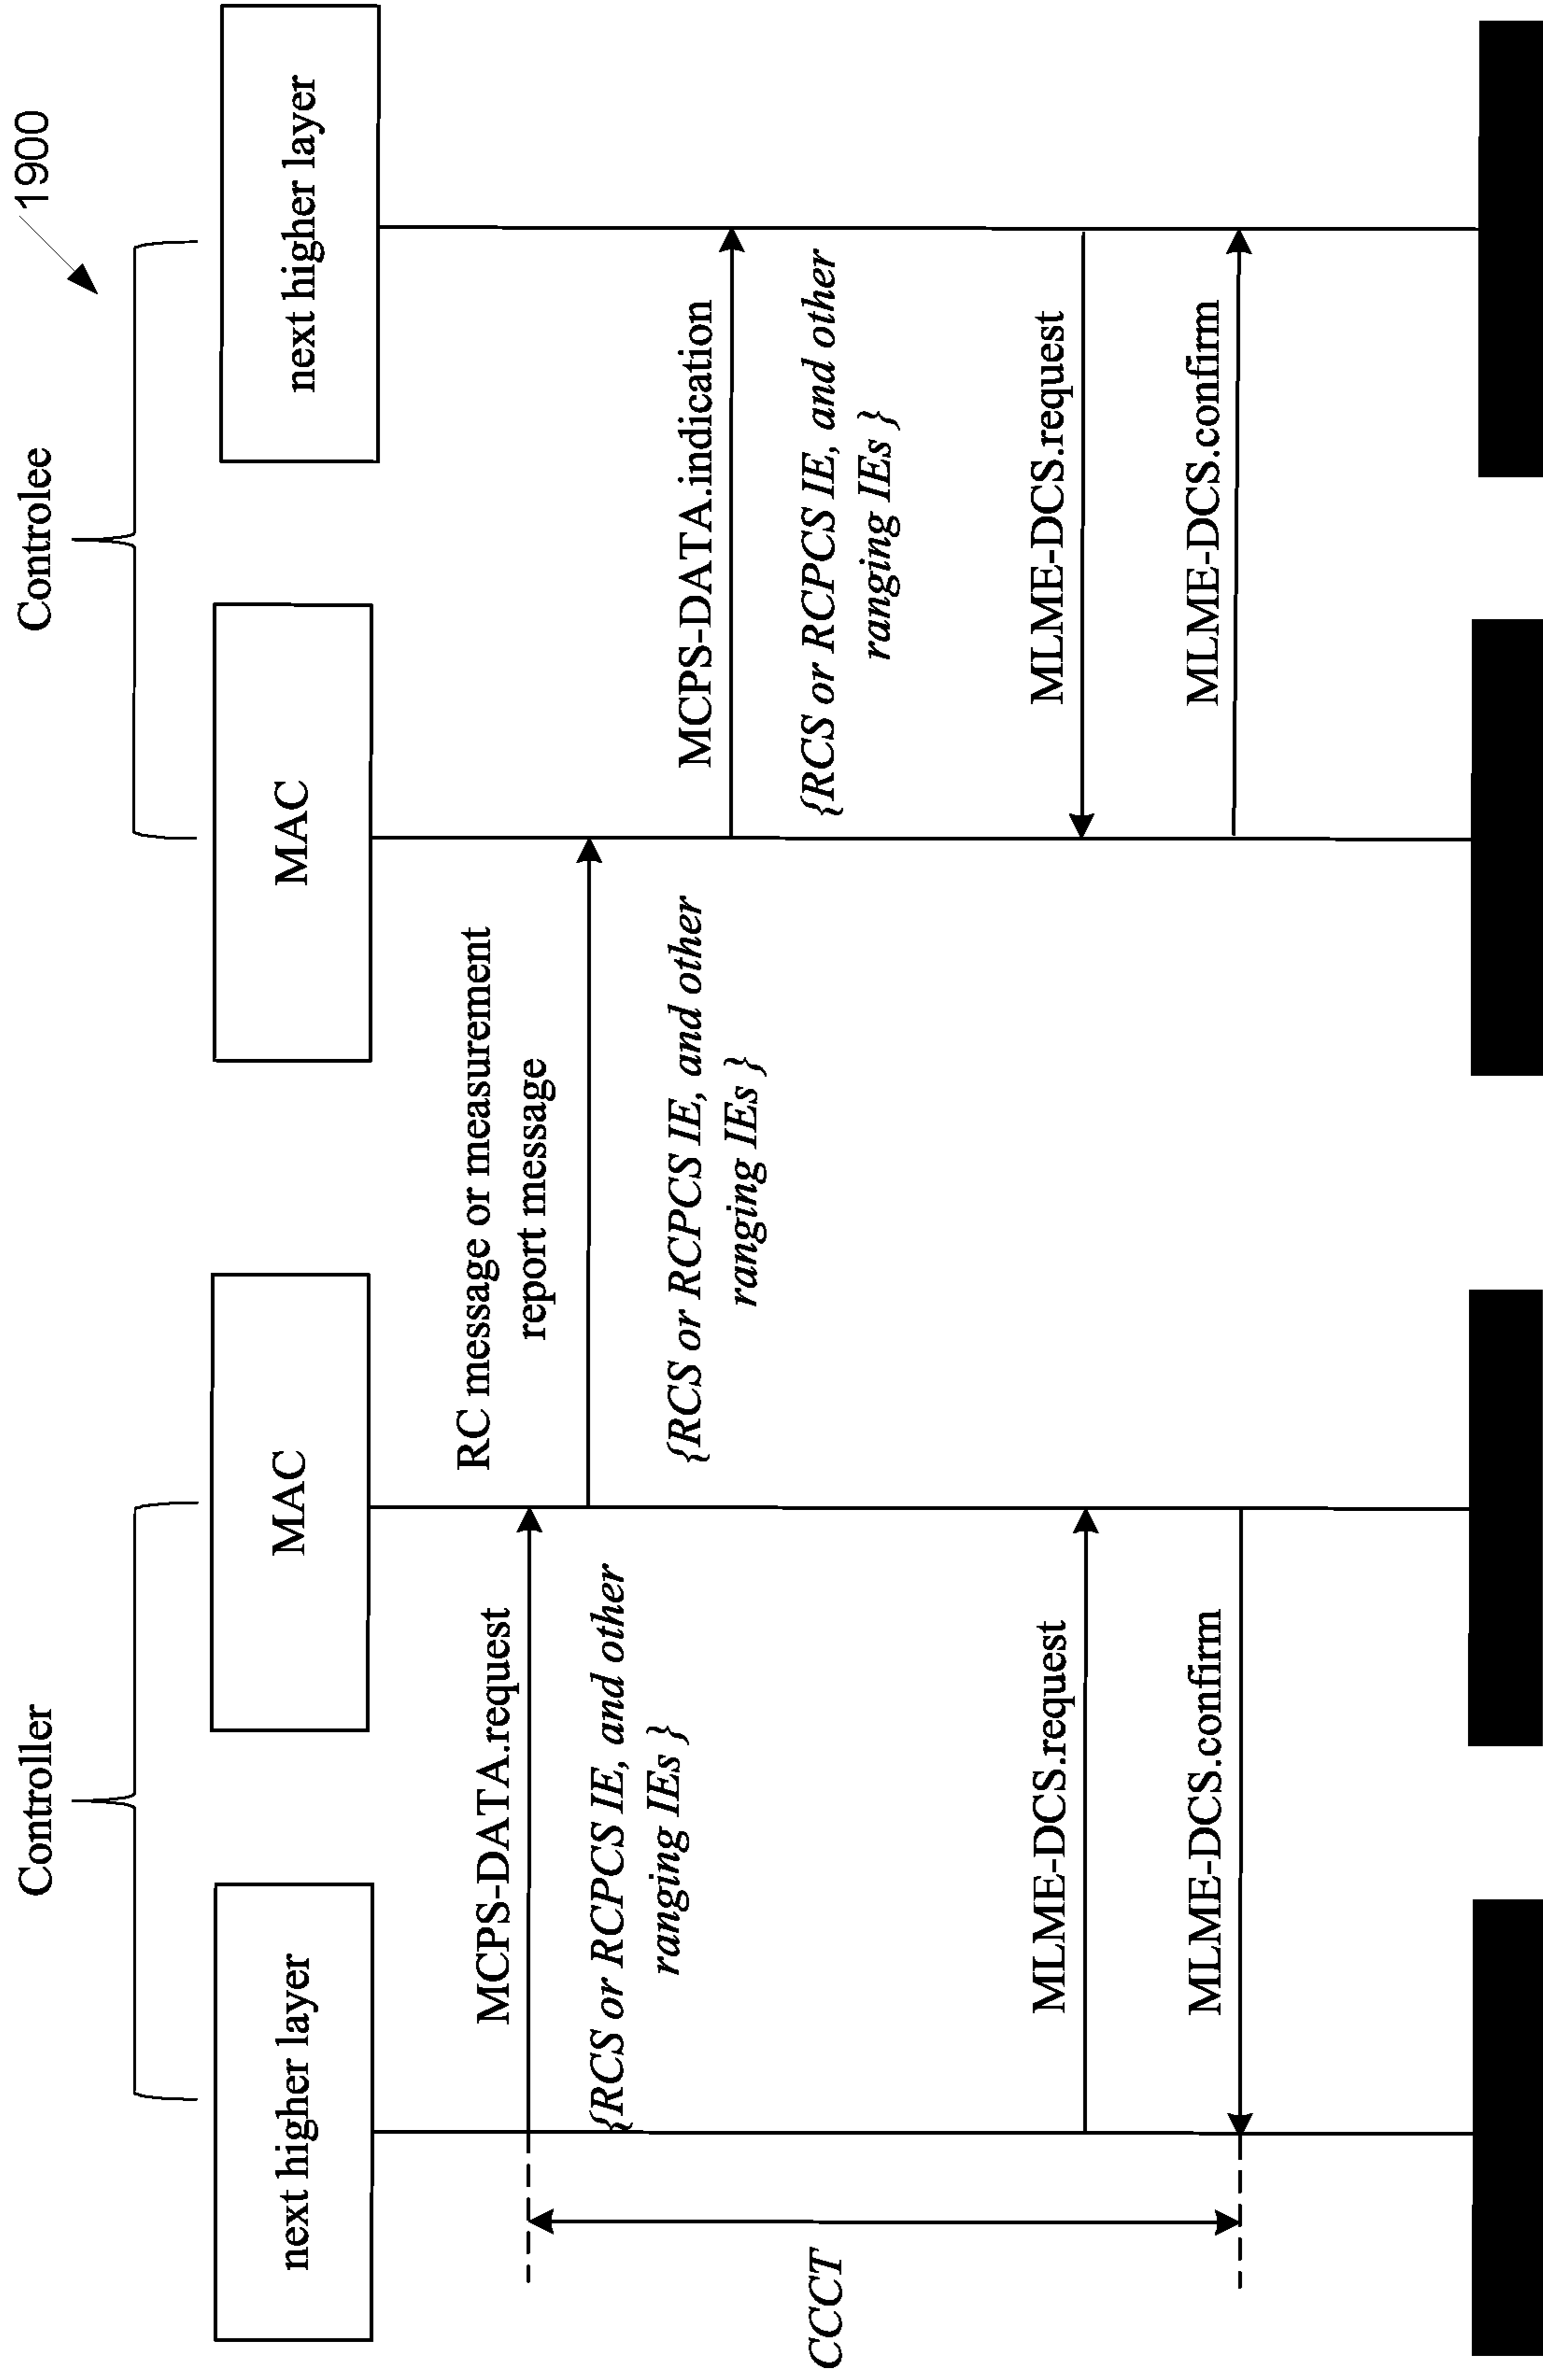 1900
Controller
Controlee
next higher layer
MAC
MAC
next higher layer
MCPS-DATA.request
{RCS or RCPCS IE, and other
ranging IEs }
RC message or measurement
report message
{RCS or RCPCS IE, and other
ranging IEs }
MCPS-DATA.indication
{RCS or RCPCS IE, and other
ranging IEs }
CCCT
MLME-DCS.request
MLME-DCS.request
MLME-DCS.confirm
MLME-DCS.confirm